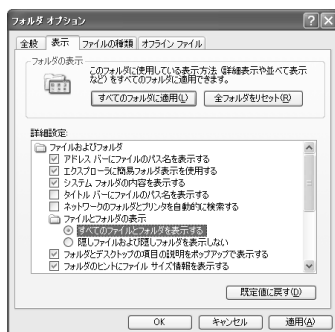 フォルダ オプション
全般 表示 ファイルの種類 オフライン ファイル
フォルダの表示
このフォルダに使用している表示方法 (詳細表示や並べて表示
など) をすべてのフォルダに適用できます。
すべてのフォルダに適用(L) 全フォルダをリセット(R)
詳細設定:
ファイルおよびフォルダ
アドレス バーにファイルのパス名を表示する
エクスプローラに簡易フォルダ表示を使用する
システム フォルダの内容を表示する
タイトル バーにファイルのパス名を表示する
ネットワークのフォルダとプリンタを自動的に検索する
ファイルとフォルダの表示
すべてのファイルとフォルダを表示する
隠しファイルおよび隠しフォルダを表示しない
フォルダとデスクトップの項目の説明をポップアップで表示する
フォルダのヒントにファイル サイズ情報を表示する
既定値に戻す(D)
OK キャンセル 適用(A)